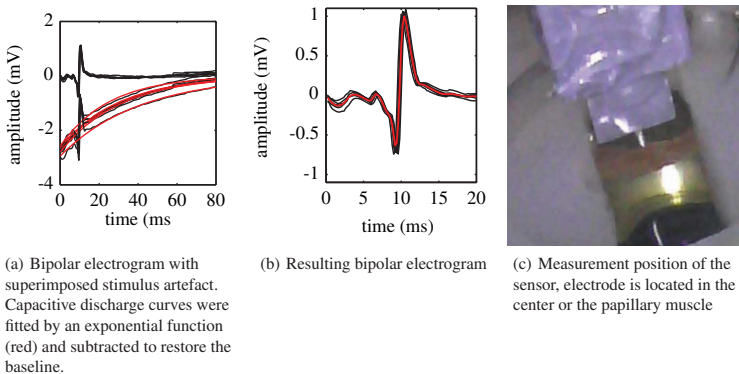 2
0
-2
-4
amplitude (mV)
0 20 40 60 80
time (ms
1
0.5
0
-0.5
-1
amplitude (mV)
0 5 10 15 20
time (ms)
(a) Bipolar electrogram with
superimposed stimulus artefact.
Capacitive discharge curves were
fitted by an exponential function
(red) and subtracted to restore the
baseline.
(b) Resulting bipolar electrogram
(c) Measurement position of the
sensor, electrode is located in the
center or the papillary muscle